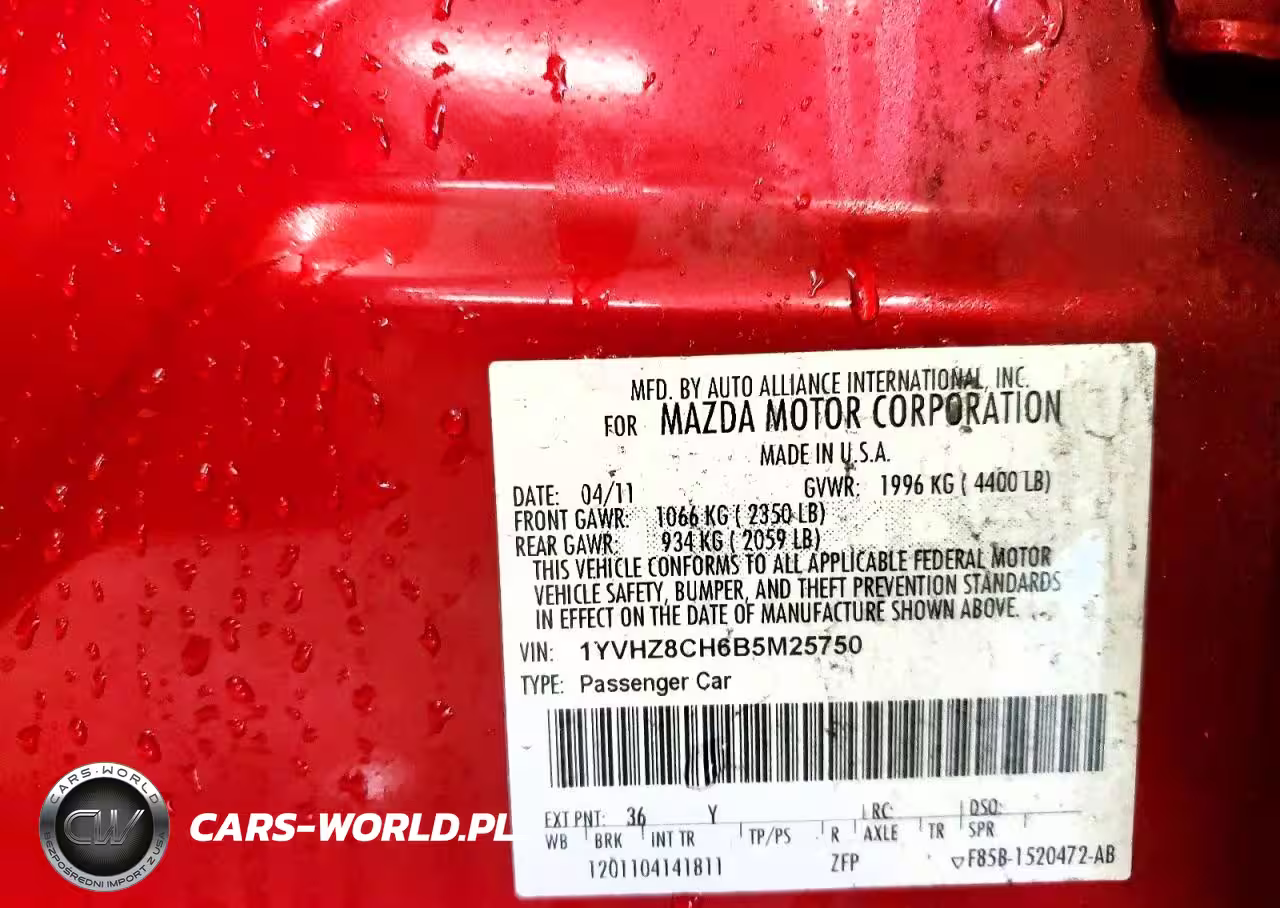 MFD. BY AUTO ALLIANCE INTERNATIONAL, INC.
FOR MAZDA MOTOR CORPORATION
MADE IN U.S.A.
DATE: 04/11 GVWR: 1996 KG ( 4400 LB)
FRONT GAWR: 1066 KG ( 2350 LB)
REAR GAWR: 934 KG ( 2059 LB)
THIS VEHICLE CONFORMS TO ALL APPLICABLE FEDERAL MOTOR
VEHICLE SAFETY, BUMPER, AND THEFT PREVENTION STANDARDS
IN EFFECT ON THE DATE OF MANUFACTURE SHOWN ABOVE.
VIN: 1YVHZ8CH6B5M25750
TYPE: Passenger Car
EXT PNT: 36 Y RC: DSO:
WB BRK INT TR TP/PS R AXLE TR SPR
1201104141811 ZFP F85B-1520472-AB
CARS-WORLD
CW
BEZPOŚREDNI IMPORT Z USA
CARS-WORLD.PL